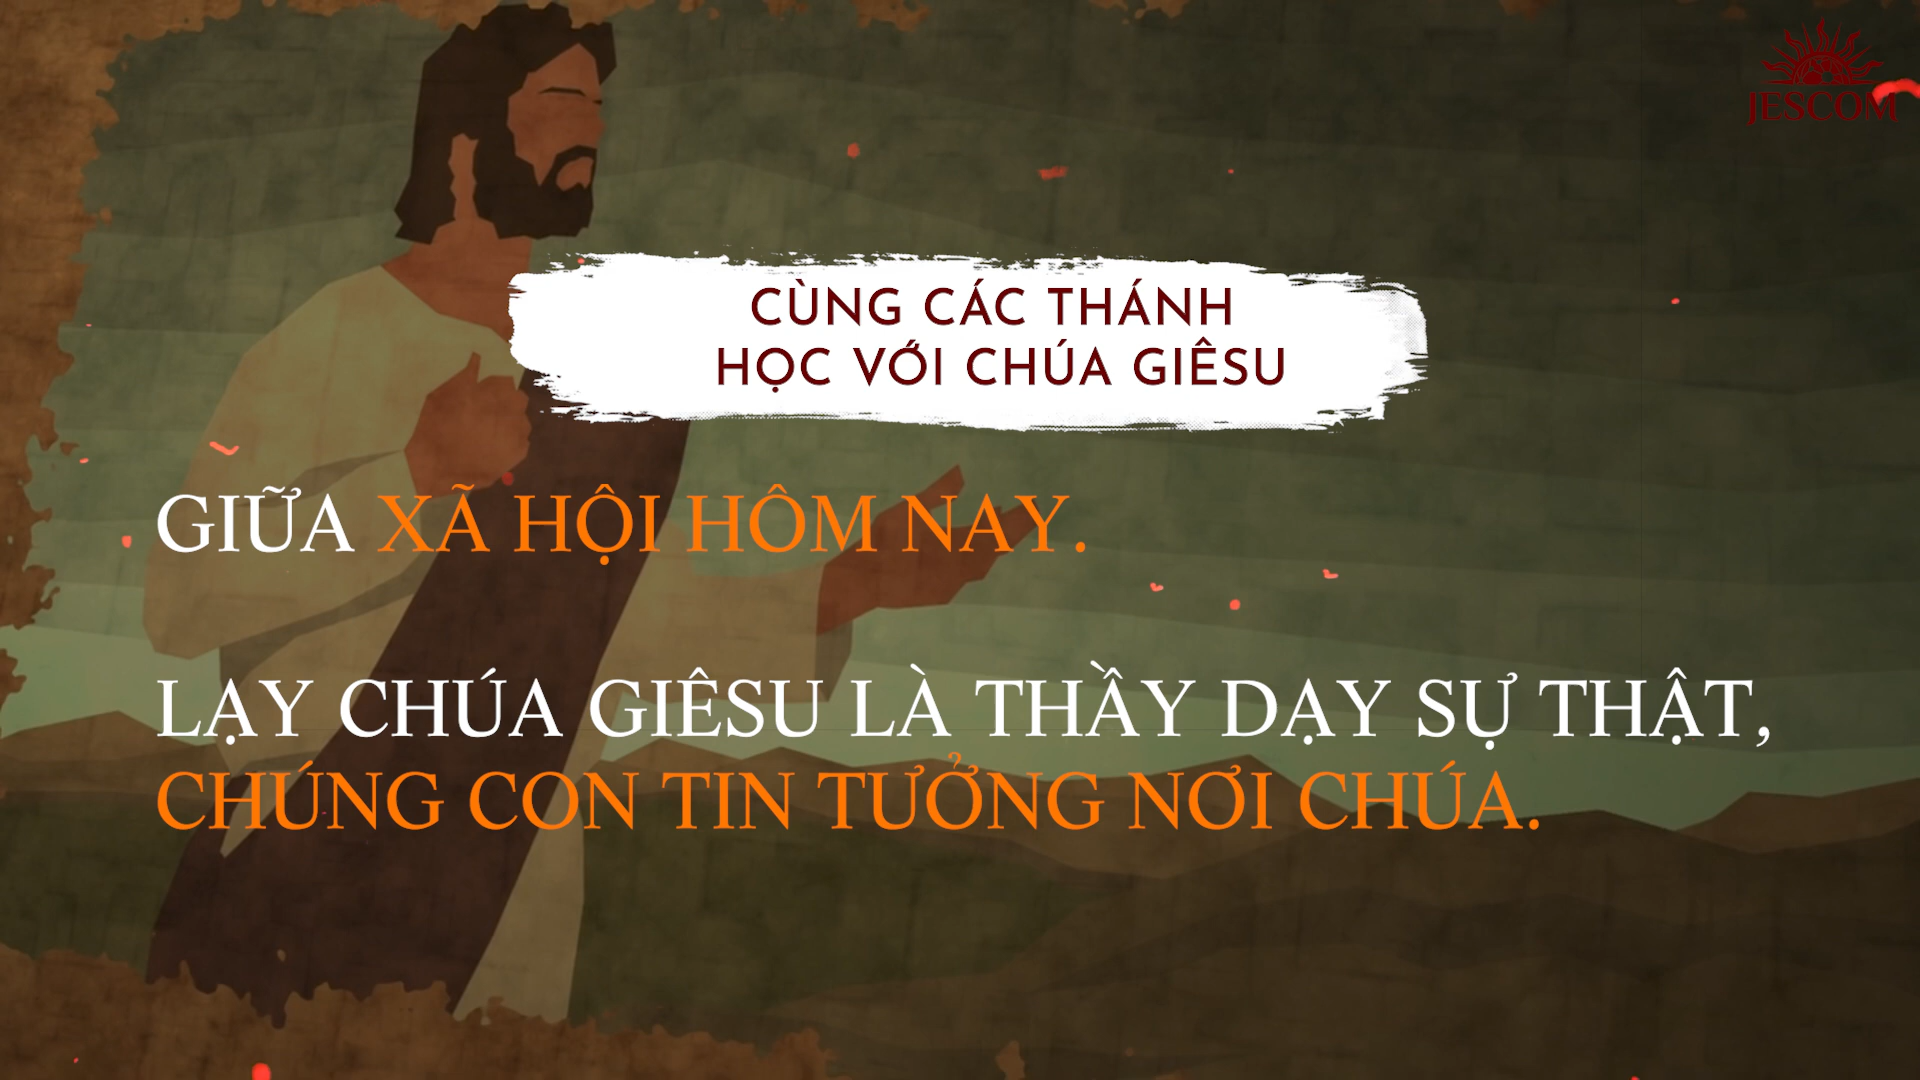 JESCOM
CÙNG CÁC THÁNH
HỌC VỚI CHÚA GIÊSU
GIỮA XÃ HỘI HÔM NAY.
LẠY CHÚA GIÊSU LÀ THẦY DẠY SỰ THẬT,
CHÚNG CON TIN TƯỞNG NƠI CHÚA.